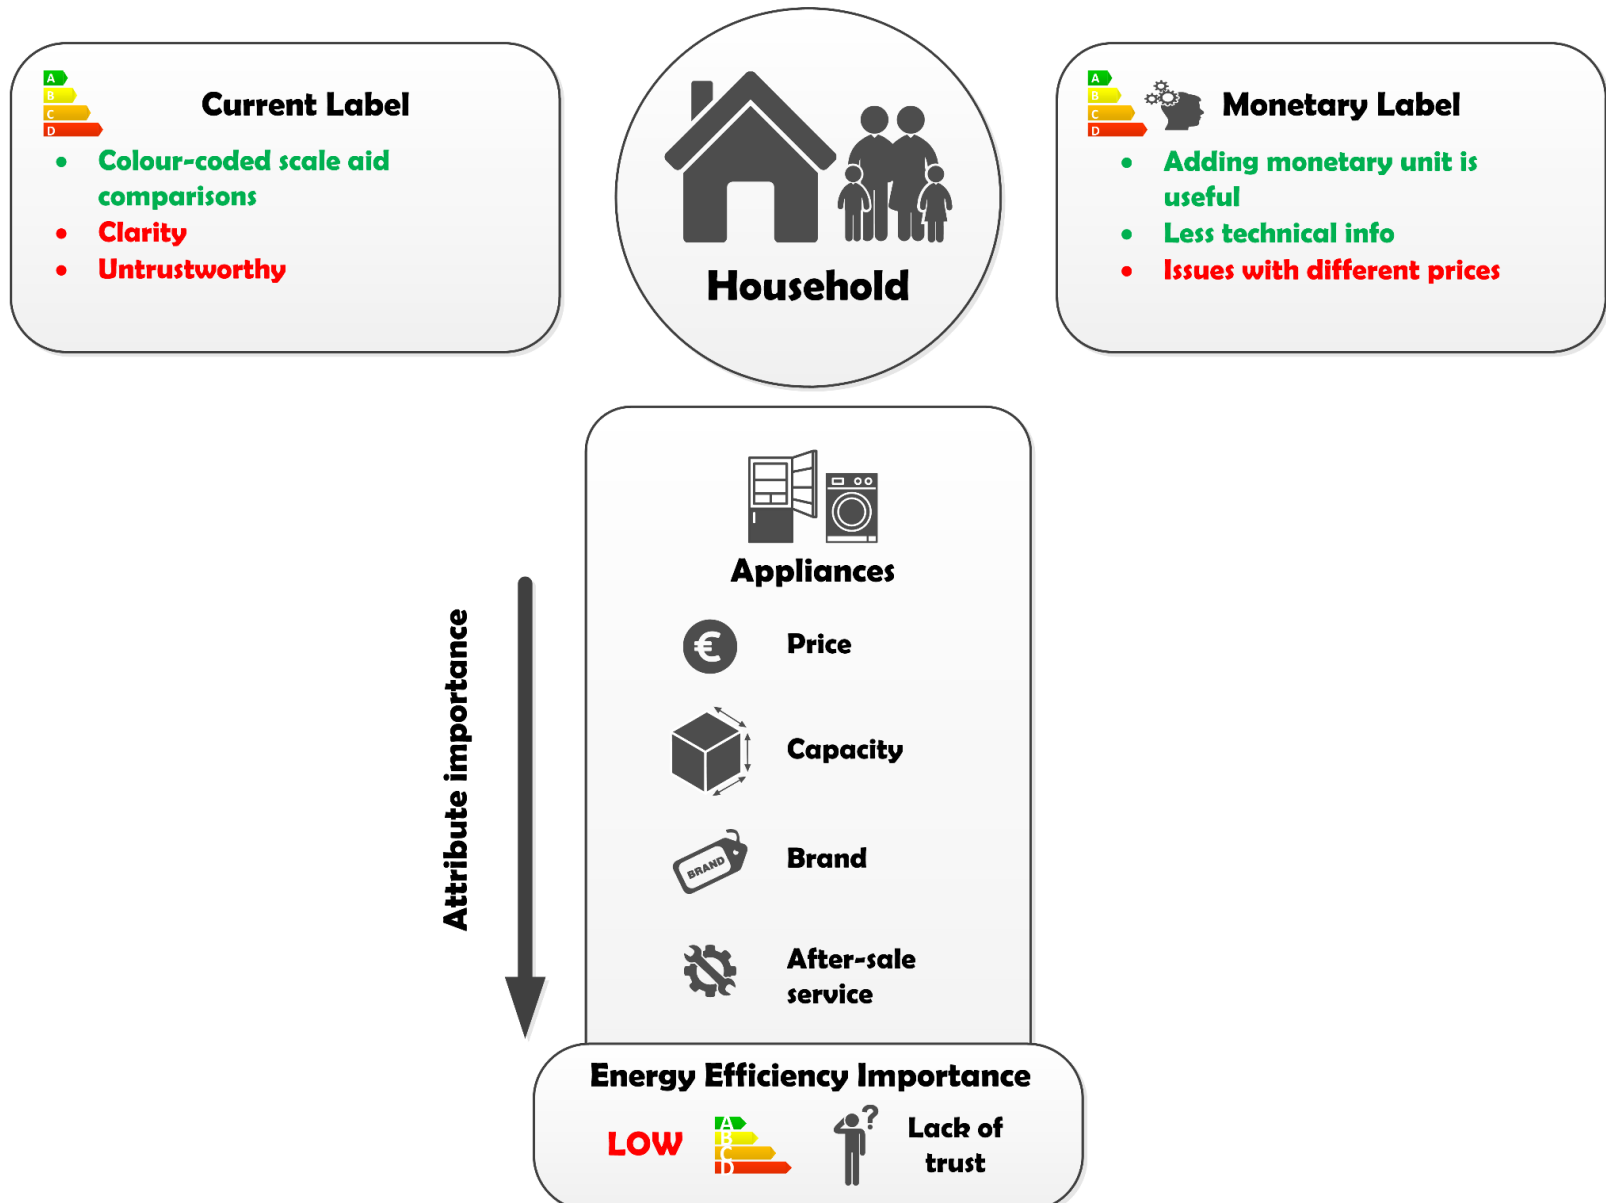 A
B
C
D
Current Label
Colour-coded scale aid
comparisons
Clarity
Untrustworthy
Household
A
B
C
D
Monetary Label
Adding monetary unit is
useful
Less technical info
Issues with different prices
Appliances
Attribute importance
€
Price
Capacity
BRAND
Brand
After-sale
service
Energy Efficiency Importance
LOW
A
B
C
D
?
Lack of
trust